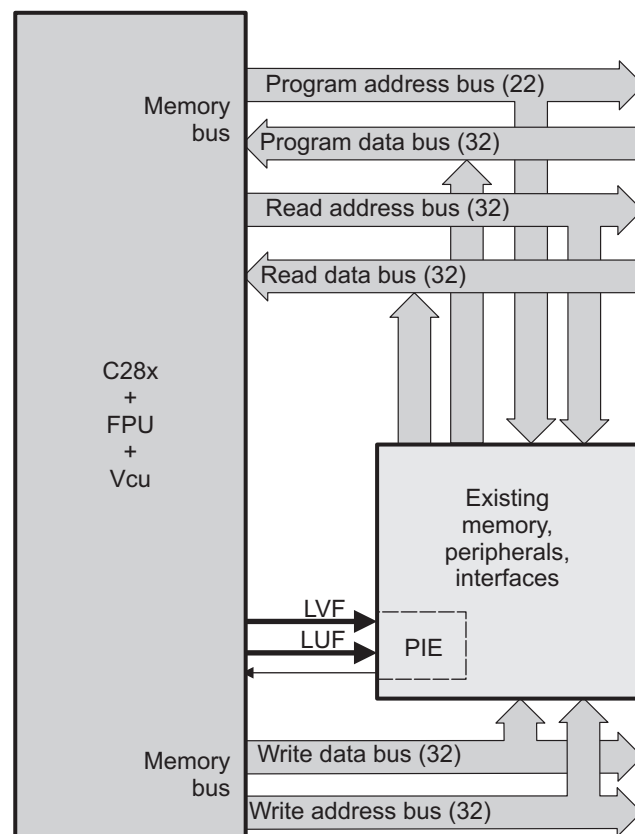 Program address bus (22)
Memory
bus
Program data bus (32)
Read address bus (32)
Read data bus (32)
C28x
+
FPU
+
Vcu
Existing
memory,
peripherals,
interfaces
LVF
LUF
PIE
Write data bus (32)
Memory
bus
Write address bus (32)